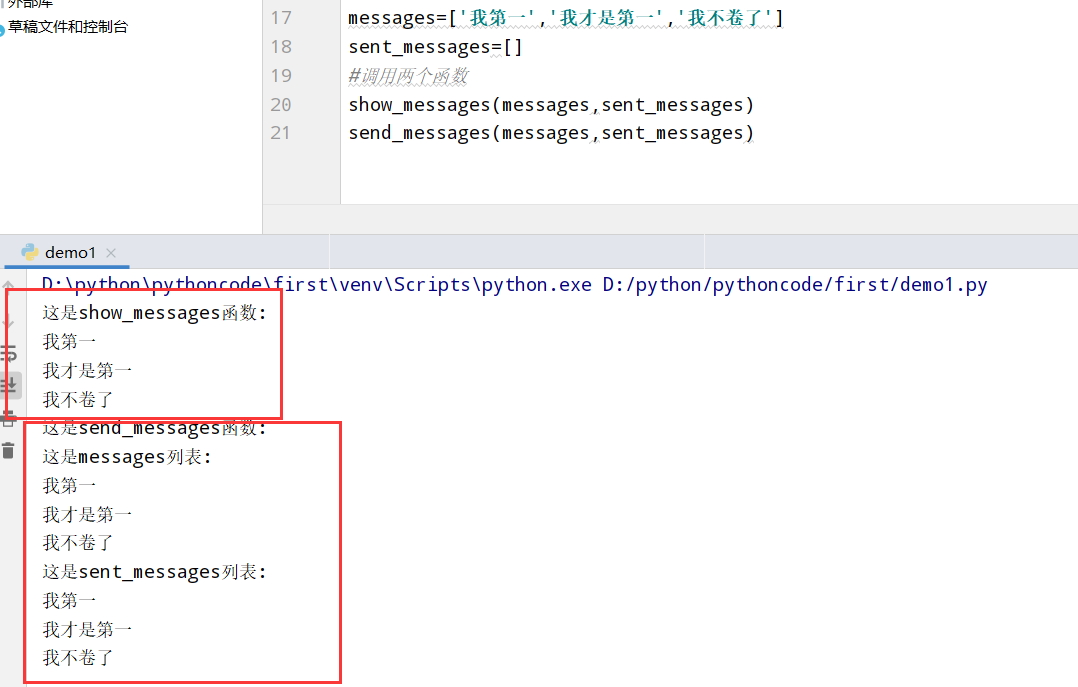 外部库
草稿文件和控制台
17 messages=['我第一','我才是第一','我不卷了']
18 sent_messages=[]
19 #调用两个函数
20 show_messages(messages,sent_messages)
21 send_messages(messages,sent_messages)
demo1
D:\python\pythoncode\first\venv\Scripts\python.exe D:/python/pythoncode/first/demo1.py
这是show_messages函数:
我第一
我才是第一
我不卷了
这是send_messages函数:
这是messages列表:
我第一
我才是第一
我不卷了
这是sent_messages列表:
我第一
我才是第一
我不卷了